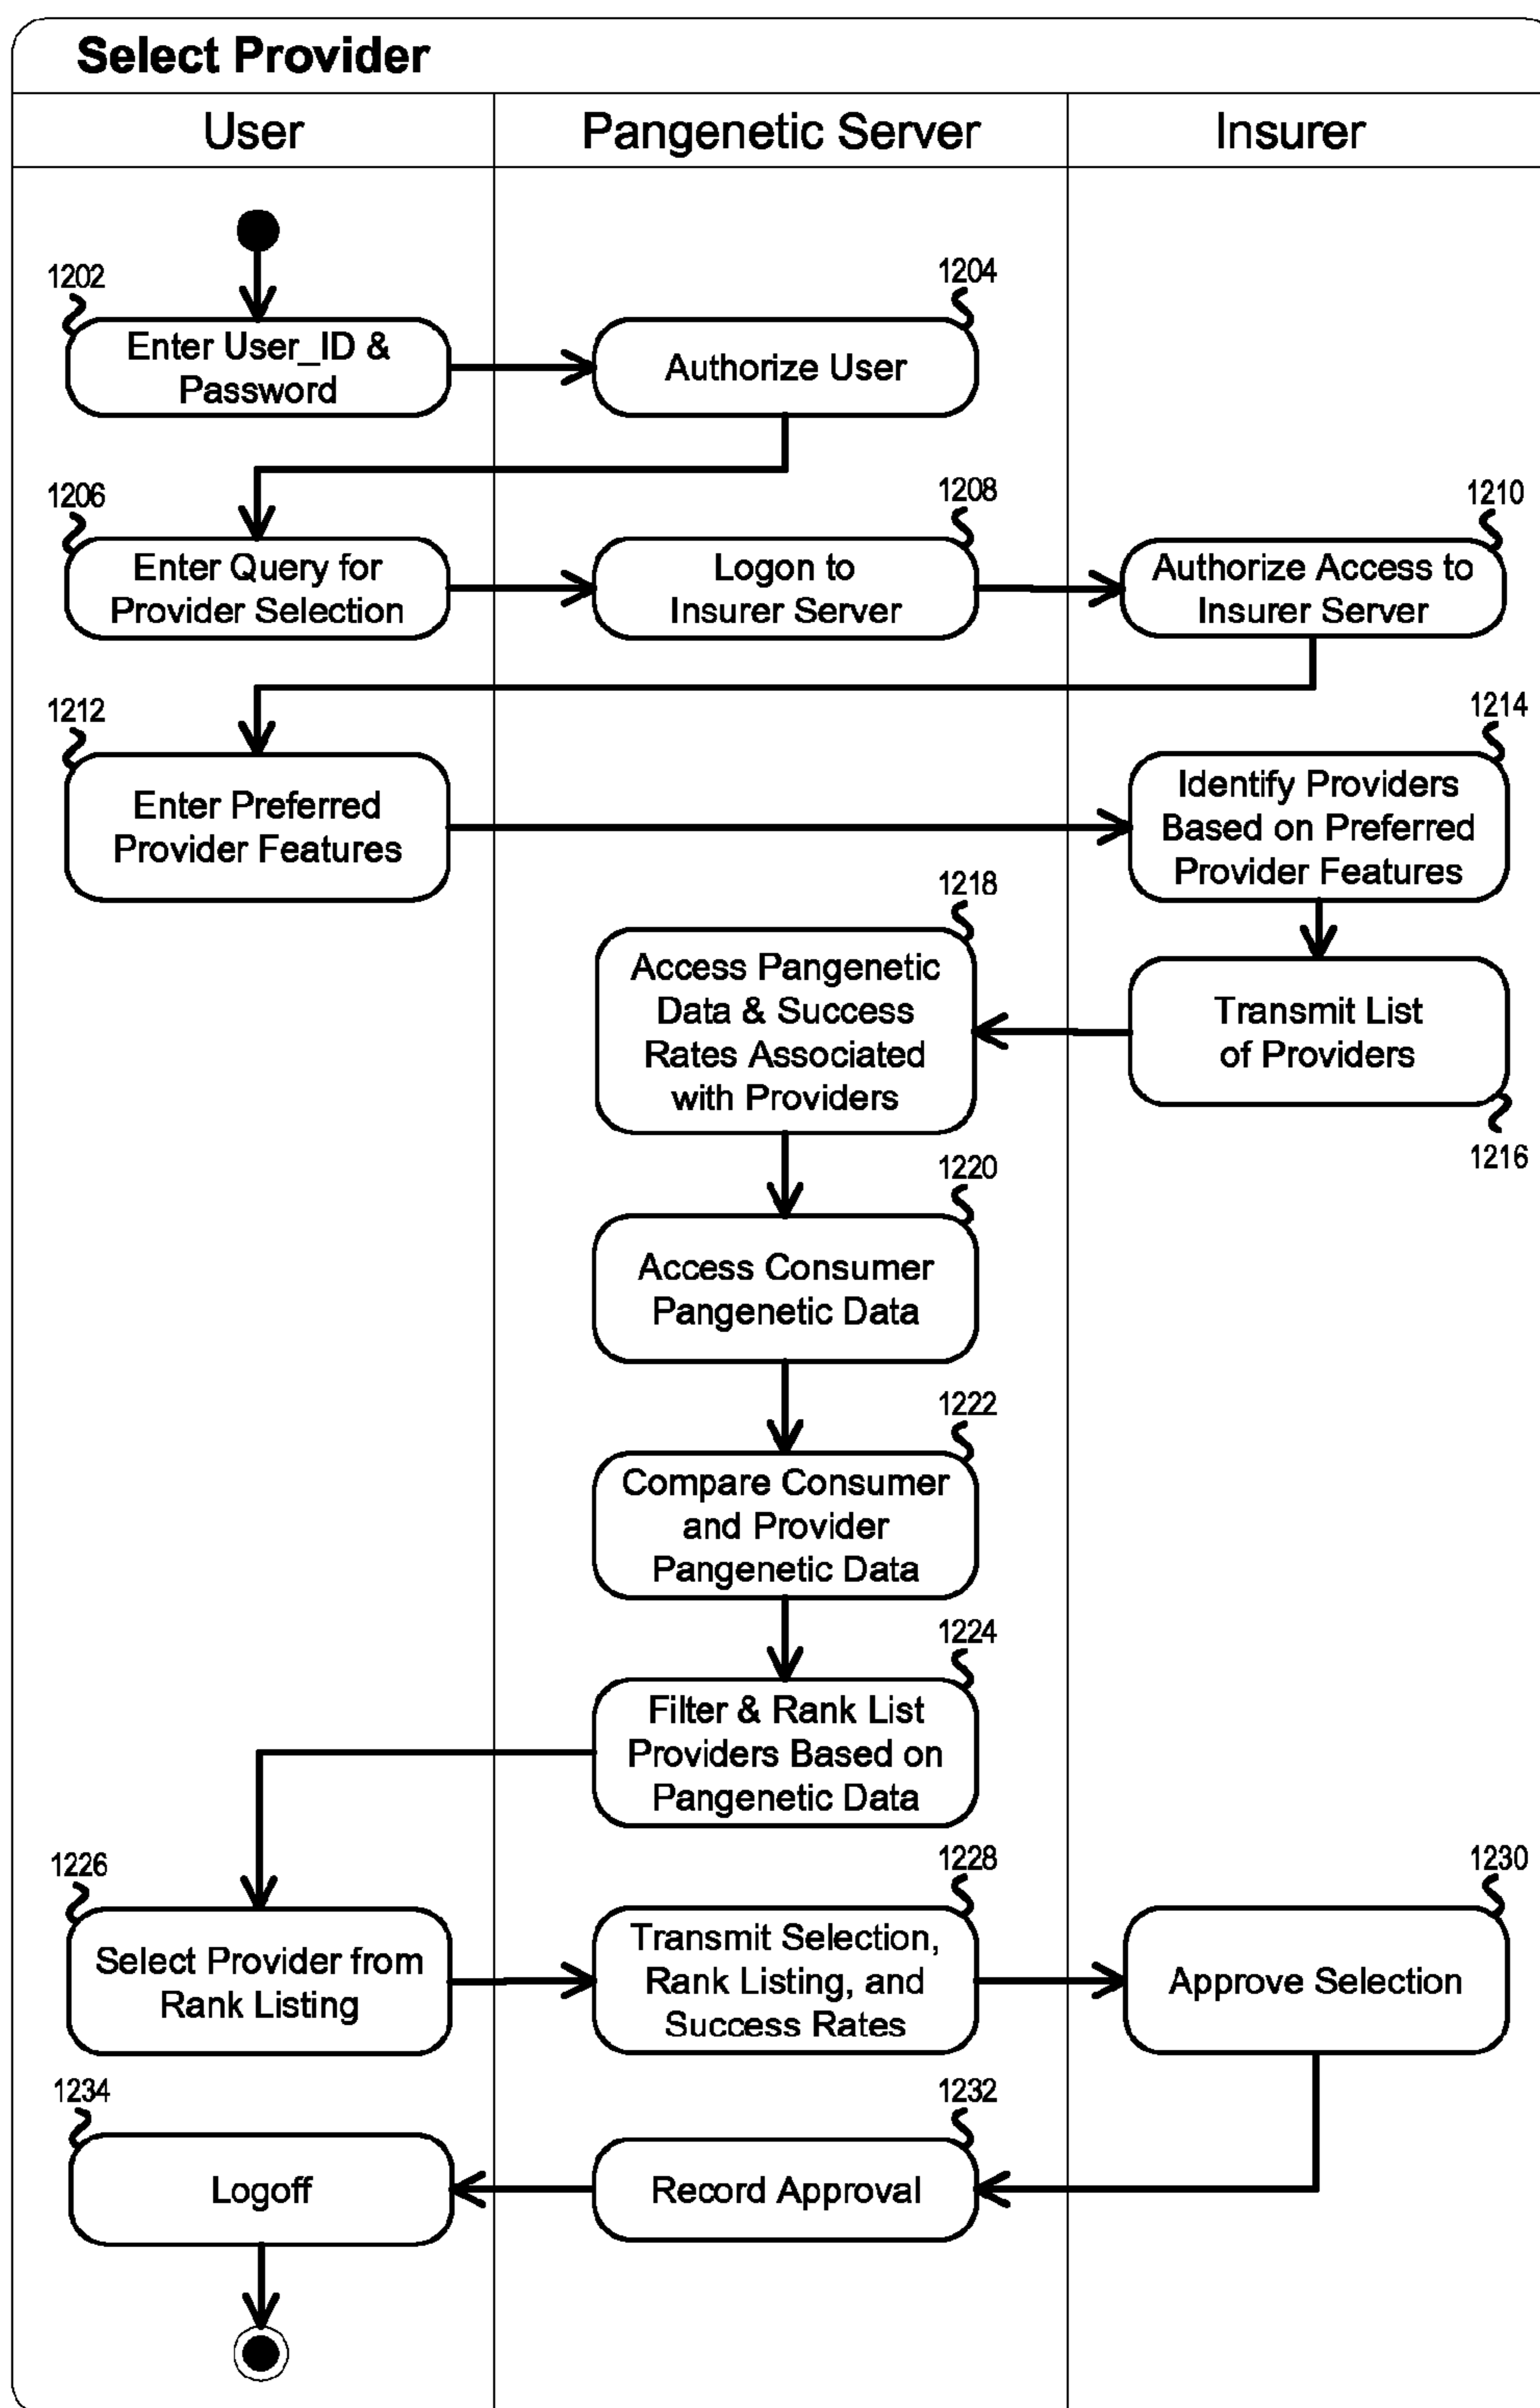 Select Provider
User
Pangenetic Server
Insurer
1202
Enter User_ID &
Password
1204
Authorize User
1206
Enter Query for
Provider Selection
1208
Logon to
Insurer Server
1210
Authorize Access to
Insurer Server
1212
Enter Preferred
Provider Features
1214
Identify Providers
Based on Preferred
Provider Features
Transmit List
of Providers
1216
1218
Access Pangenetic
Data & Success
Rates Associated
with Providers
1220
Access Consumer
Pangenetic Data
1222
Compare Consumer
and Provider
Pangenetic Data
1224
Filter & Rank List
Providers Based on
Pangenetic Data
1226
Select Provider from
Rank Listing
1228
Transmit Selection,
Rank Listing, and
Success Rates
1230
Approve Selection
1232
Record Approval
1234
Logoff